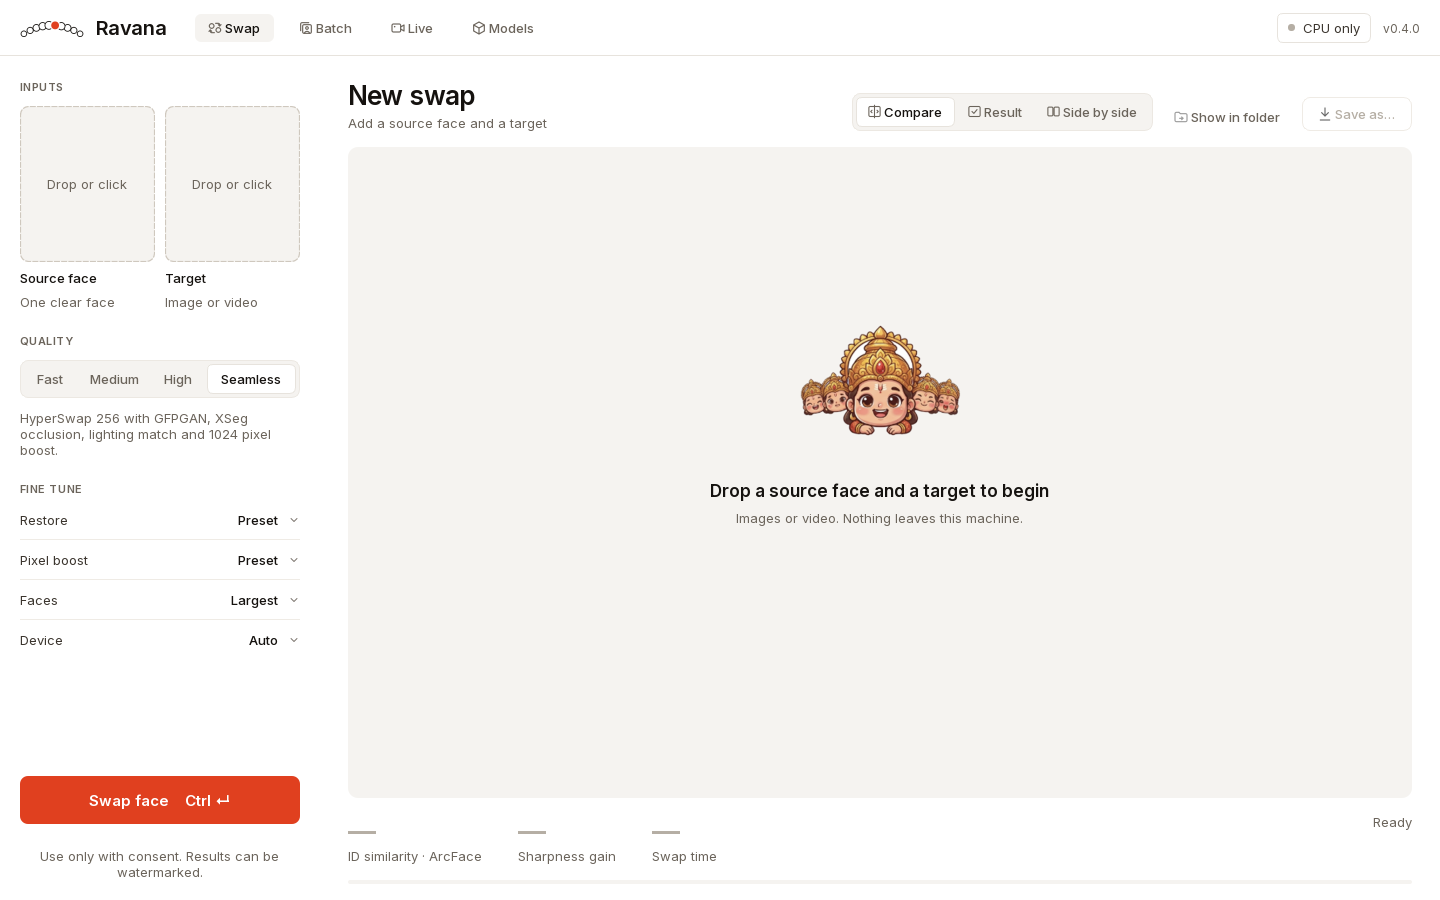 Ravana
Swap
Batch
Live
Models
CPU only
v0.4.0
INPUTS
Drop or click
Drop or click
Source face
Target
One clear face
Image or video
QUALITY
Fast
Medium
High
Seamless
HyperSwap 256 with GFPGAN, XSeg
occlusion, lighting match and 1024 pixel
boost.
FINE TUNE
Restore Preset
Pixel boost Preset
Faces Largest
Device Auto
Swap face Ctrl ↵
Use only with consent. Results can be
watermarked.
New swap
Add a source face and a target
Compare
Result
Side by side
Show in folder
Save as…
Drop a source face and a target to begin
Images or video. Nothing leaves this machine.
Ready
— — —
ID similarity · ArcFace
Sharpness gain
Swap time